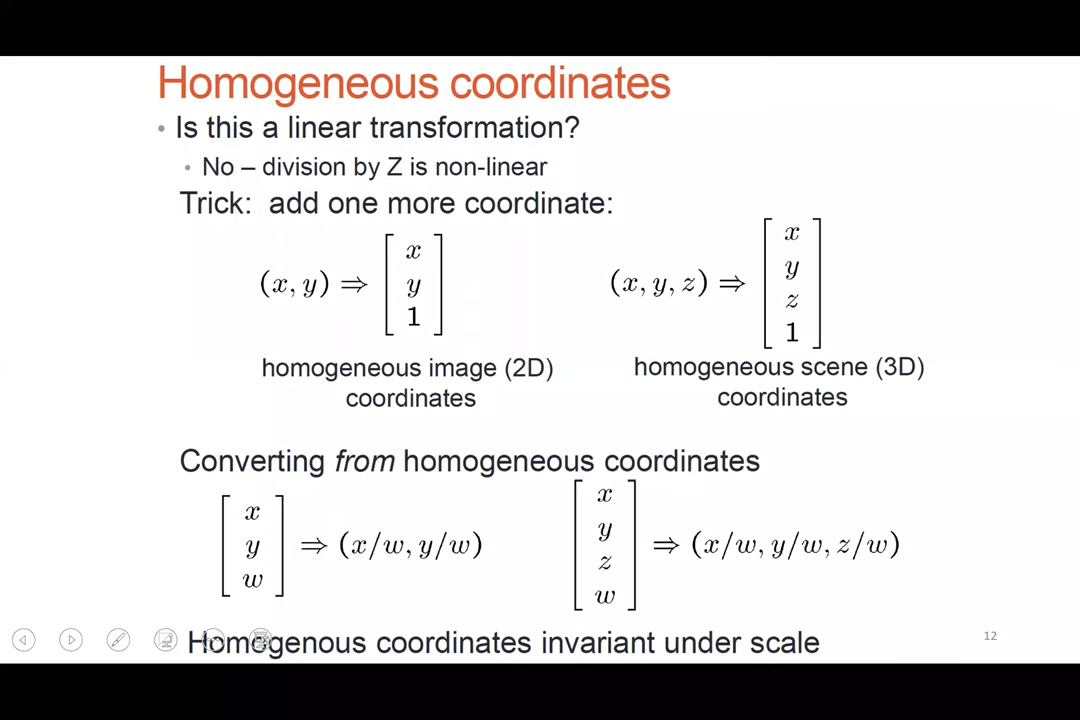 Homogeneous coordinates
• Is this a linear transformation?
• No – division by Z is non-linear
Trick: add one more coordinate:
(x, y) ⇒ [ x y 1 ]
(x, y, z) ⇒ [ x y z 1 ]
homogeneous image (2D)
coordinates
homogeneous scene (3D)
coordinates
Converting from homogeneous coordinates
[ x y w ] ⇒ (x/w, y/w)
[ x y z w ] ⇒ (x/w, y/w, z/w)
Homogenous coordinates invariant under scale
12